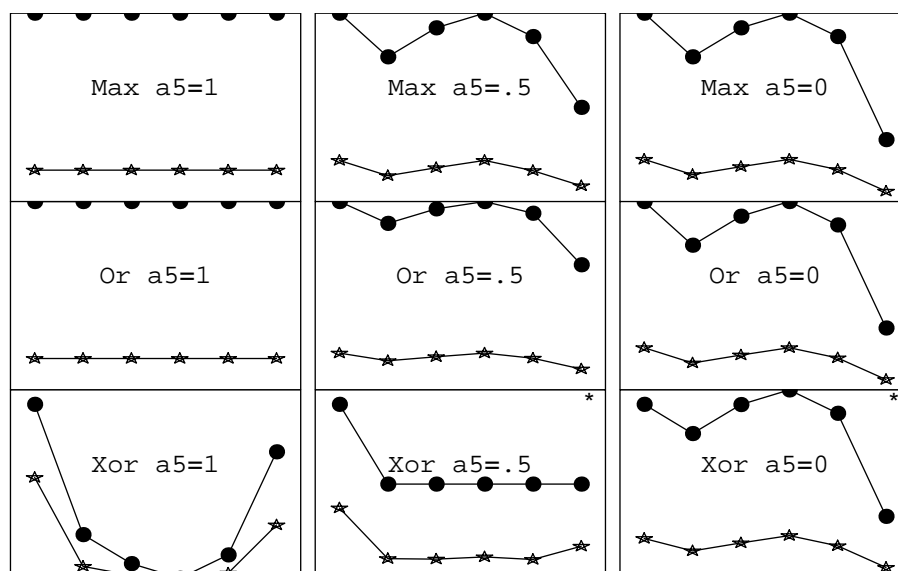 Max a5=1
Max a5=.5
Max a5=0
Or a5=1
Or a5=.5
Or a5=0
*
*
Xor a5=1
Xor a5=.5
Xor a5=0